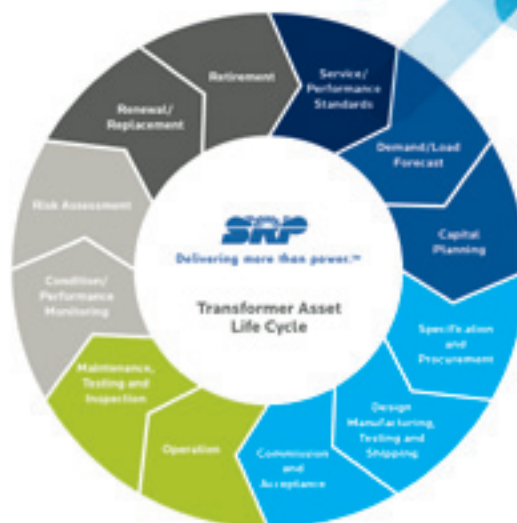 Retirement
Service/
Performance
Standards
Demand/Load
Forecast
Capital
Planning
Specification
and
Procurement
Design
Manufacturing,
Testing and
Shipping
Commission
and
Acceptance
Operation
Maintenance,
Testing and
Inspection
Condition/
Performance
Monitoring
Risk Assessment
Renewal/
Replacement
SRP
Delivering more than power.™
Transformer Asset
Life Cycle